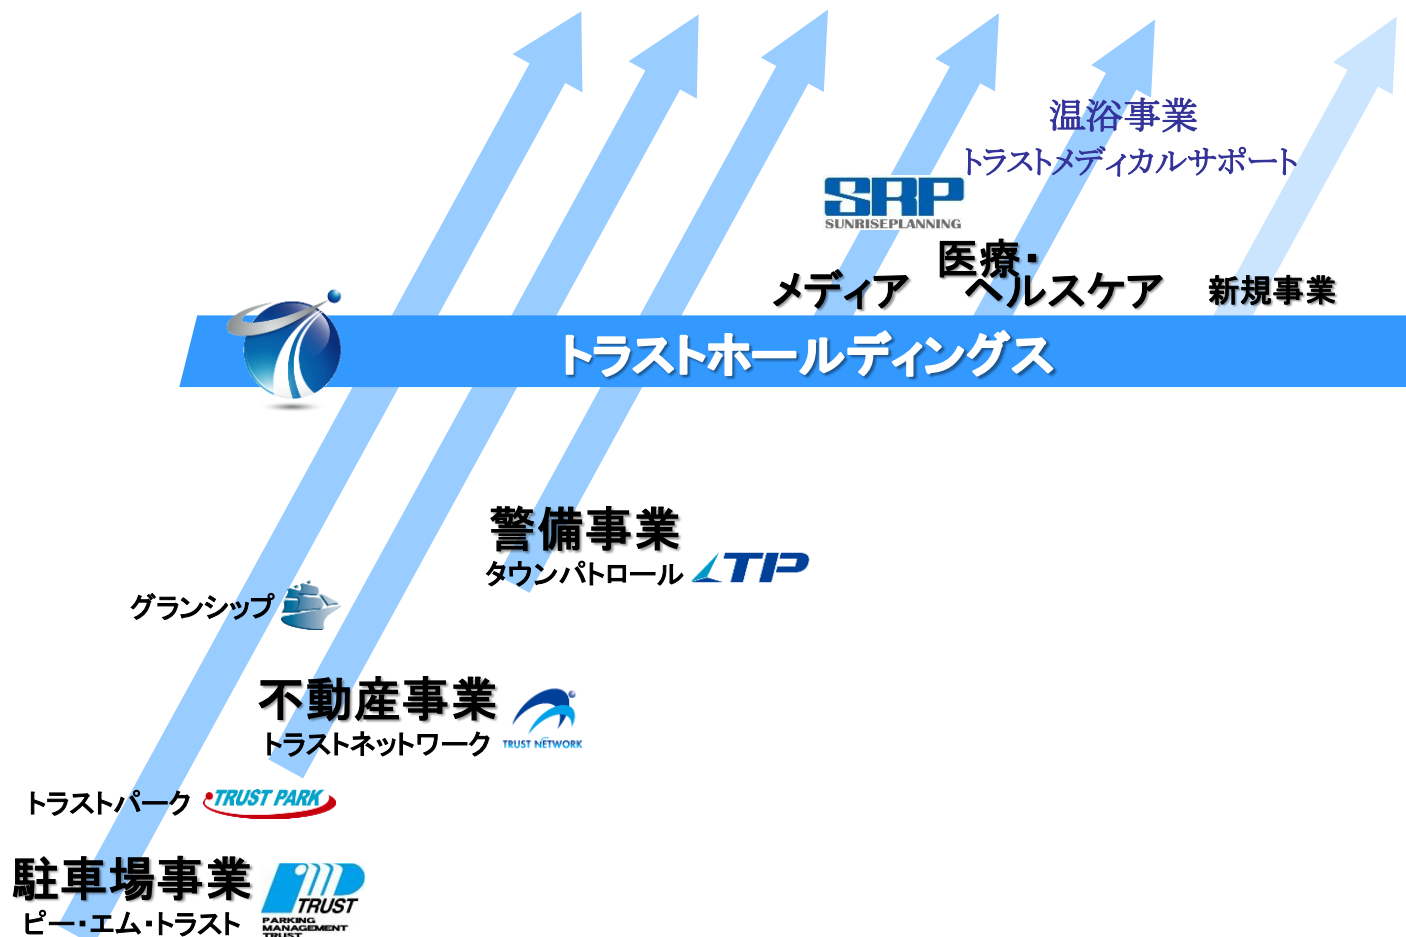 温浴事業
トラストメディカルサポート
SRP
SUNRISEPLANNING
医療・
メディア
ヘルスケア
新規事業
トラストホールディングス
警備事業
タウンパトロール
TP
グランシップ
不動産事業
トラストネットワーク
TRUST NETWORK
トラストパーク
TRUST PARK
駐車場事業
ピー・エム・トラスト
TRUST
PARKING
MANAGEMENT
TRUST